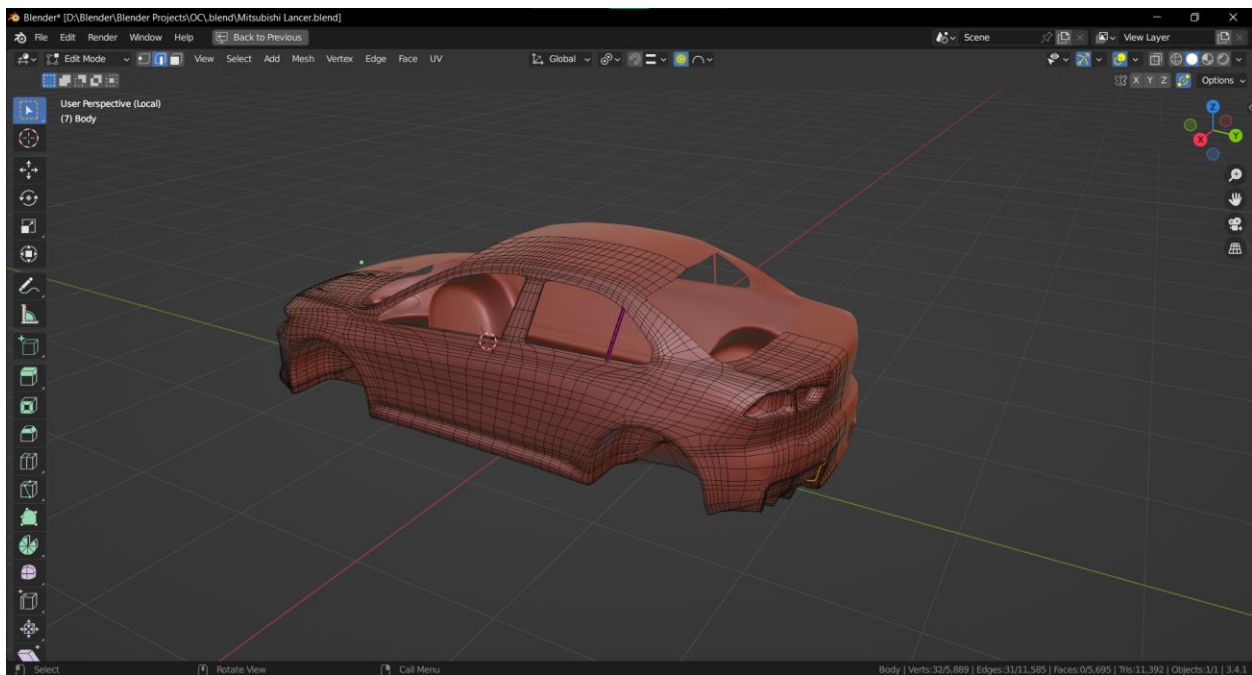 Blender* [D:\Blender\Blender Projects\OC\.blend\Mitsubishi Lancer.blend]
File Edit Render Window Help Back to Previous Scene View Layer
Edit Mode View Select Add Mesh Vertex Edge Face UV Global
X Y Z Options
User Perspective (Local)
(7) Body
Z
Y
X
Select Rotate View Call Menu Body | Verts:32/5,889 | Edges:31/11,585 | Faces:0/5,695 | Tris:11,392 | Objects:1/1 | 3.4.1